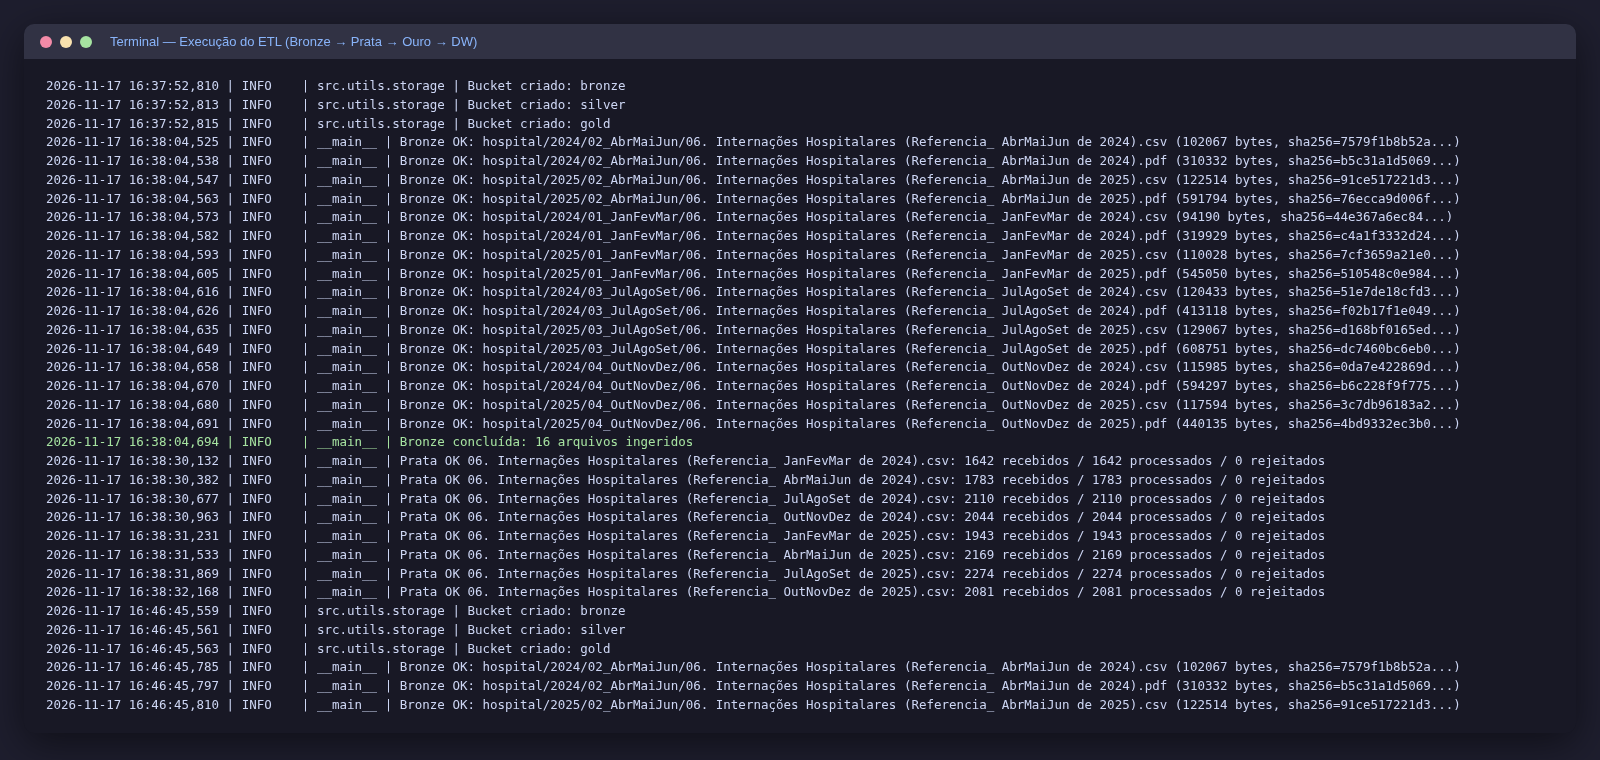 Terminal — Execução do ETL (Bronze → Prata → Ouro → DW)
2026-11-17 16:37:52,810 | INFO    | src.utils.storage | Bucket criado: bronze
2026-11-17 16:37:52,813 | INFO    | src.utils.storage | Bucket criado: silver
2026-11-17 16:37:52,815 | INFO    | src.utils.storage | Bucket criado: gold
2026-11-17 16:38:04,525 | INFO    | __main__ | Bronze OK: hospital/2024/02_AbrMaiJun/06. Internações Hospitalares (Referencia_ AbrMaiJun de 2024).csv (102067 bytes, sha256=7579f1b8b52a...)
2026-11-17 16:38:04,538 | INFO    | __main__ | Bronze OK: hospital/2024/02_AbrMaiJun/06. Internações Hospitalares (Referencia_ AbrMaiJun de 2024).pdf (310332 bytes, sha256=b5c31a1d5069...)
2026-11-17 16:38:04,547 | INFO    | __main__ | Bronze OK: hospital/2025/02_AbrMaiJun/06. Internações Hospitalares (Referencia_ AbrMaiJun de 2025).csv (122514 bytes, sha256=91ce517221d3...)
2026-11-17 16:38:04,563 | INFO    | __main__ | Bronze OK: hospital/2025/02_AbrMaiJun/06. Internações Hospitalares (Referencia_ AbrMaiJun de 2025).pdf (591794 bytes, sha256=76ecca9d006f...)
2026-11-17 16:38:04,573 | INFO    | __main__ | Bronze OK: hospital/2024/01_JanFevMar/06. Internações Hospitalares (Referencia_ JanFevMar de 2024).csv (94190 bytes, sha256=44e367a6ec84...)
2026-11-17 16:38:04,582 | INFO    | __main__ | Bronze OK: hospital/2024/01_JanFevMar/06. Internações Hospitalares (Referencia_ JanFevMar de 2024).pdf (319929 bytes, sha256=c4a1f3332d24...)
2026-11-17 16:38:04,593 | INFO    | __main__ | Bronze OK: hospital/2025/01_JanFevMar/06. Internações Hospitalares (Referencia_ JanFevMar de 2025).csv (110028 bytes, sha256=7cf3659a21e0...)
2026-11-17 16:38:04,605 | INFO    | __main__ | Bronze OK: hospital/2025/01_JanFevMar/06. Internações Hospitalares (Referencia_ JanFevMar de 2025).pdf (545050 bytes, sha256=510548c0e984...)
2026-11-17 16:38:04,616 | INFO    | __main__ | Bronze OK: hospital/2024/03_JulAgoSet/06. Internações Hospitalares (Referencia_ JulAgoSet de 2024).csv (120433 bytes, sha256=51e7de18cfd3...)
2026-11-17 16:38:04,626 | INFO    | __main__ | Bronze OK: hospital/2024/03_JulAgoSet/06. Internações Hospitalares (Referencia_ JulAgoSet de 2024).pdf (413118 bytes, sha256=f02b17f1e049...)
2026-11-17 16:38:04,635 | INFO    | __main__ | Bronze OK: hospital/2025/03_JulAgoSet/06. Internações Hospitalares (Referencia_ JulAgoSet de 2025).csv (129067 bytes, sha256=d168bf0165ed...)
2026-11-17 16:38:04,649 | INFO    | __main__ | Bronze OK: hospital/2025/03_JulAgoSet/06. Internações Hospitalares (Referencia_ JulAgoSet de 2025).pdf (608751 bytes, sha256=dc7460bc6eb0...)
2026-11-17 16:38:04,658 | INFO    | __main__ | Bronze OK: hospital/2024/04_OutNovDez/06. Internações Hospitalares (Referencia_ OutNovDez de 2024).csv (115985 bytes, sha256=0da7e422869d...)
2026-11-17 16:38:04,670 | INFO    | __main__ | Bronze OK: hospital/2024/04_OutNovDez/06. Internações Hospitalares (Referencia_ OutNovDez de 2024).pdf (594297 bytes, sha256=b6c228f9f775...)
2026-11-17 16:38:04,680 | INFO    | __main__ | Bronze OK: hospital/2025/04_OutNovDez/06. Internações Hospitalares (Referencia_ OutNovDez de 2025).csv (117594 bytes, sha256=3c7db96183a2...)
2026-11-17 16:38:04,691 | INFO    | __main__ | Bronze OK: hospital/2025/04_OutNovDez/06. Internações Hospitalares (Referencia_ OutNovDez de 2025).pdf (440135 bytes, sha256=4bd9332ec3b0...)
2026-11-17 16:38:04,694 | INFO    | __main__ | Bronze concluída: 16 arquivos ingeridos
2026-11-17 16:38:30,132 | INFO    | __main__ | Prata OK 06. Internações Hospitalares (Referencia_ JanFevMar de 2024).csv: 1642 recebidos / 1642 processados / 0 rejeitados
2026-11-17 16:38:30,382 | INFO    | __main__ | Prata OK 06. Internações Hospitalares (Referencia_ AbrMaiJun de 2024).csv: 1783 recebidos / 1783 processados / 0 rejeitados
2026-11-17 16:38:30,677 | INFO    | __main__ | Prata OK 06. Internações Hospitalares (Referencia_ JulAgoSet de 2024).csv: 2110 recebidos / 2110 processados / 0 rejeitados
2026-11-17 16:38:30,963 | INFO    | __main__ | Prata OK 06. Internações Hospitalares (Referencia_ OutNovDez de 2024).csv: 2044 recebidos / 2044 processados / 0 rejeitados
2026-11-17 16:38:31,231 | INFO    | __main__ | Prata OK 06. Internações Hospitalares (Referencia_ JanFevMar de 2025).csv: 1943 recebidos / 1943 processados / 0 rejeitados
2026-11-17 16:38:31,533 | INFO    | __main__ | Prata OK 06. Internações Hospitalares (Referencia_ AbrMaiJun de 2025).csv: 2169 recebidos / 2169 processados / 0 rejeitados
2026-11-17 16:38:31,869 | INFO    | __main__ | Prata OK 06. Internações Hospitalares (Referencia_ JulAgoSet de 2025).csv: 2274 recebidos / 2274 processados / 0 rejeitados
2026-11-17 16:38:32,168 | INFO    | __main__ | Prata OK 06. Internações Hospitalares (Referencia_ OutNovDez de 2025).csv: 2081 recebidos / 2081 processados / 0 rejeitados
2026-11-17 16:46:45,559 | INFO    | src.utils.storage | Bucket criado: bronze
2026-11-17 16:46:45,561 | INFO    | src.utils.storage | Bucket criado: silver
2026-11-17 16:46:45,563 | INFO    | src.utils.storage | Bucket criado: gold
2026-11-17 16:46:45,785 | INFO    | __main__ | Bronze OK: hospital/2024/02_AbrMaiJun/06. Internações Hospitalares (Referencia_ AbrMaiJun de 2024).csv (102067 bytes, sha256=7579f1b8b52a...)
2026-11-17 16:46:45,797 | INFO    | __main__ | Bronze OK: hospital/2024/02_AbrMaiJun/06. Internações Hospitalares (Referencia_ AbrMaiJun de 2024).pdf (310332 bytes, sha256=b5c31a1d5069...)
2026-11-17 16:46:45,810 | INFO    | __main__ | Bronze OK: hospital/2025/02_AbrMaiJun/06. Internações Hospitalares (Referencia_ AbrMaiJun de 2025).csv (122514 bytes, sha256=91ce517221d3...)